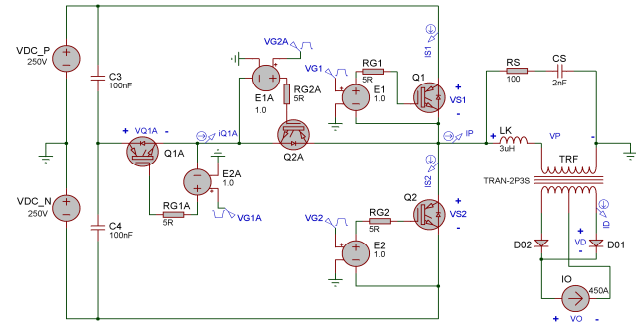 VDC_P
250V
C3
100nF
VG2A
E1A
1.0
RG2A
5R
Q2A
VG1
RG1
5R
E1
1.0
Q1
IS1
+
VS1
-
RS
100
CS
2nF
+ VQ1A -
iQ1A
Q1A
E2A
1.0
VG1A
RG1A
5R
IP
+ VP -
LK
3uH
TRF
TRAN-2P3S
VDC_N
250V
C4
100nF
VG2
RG2
5R
E2
1.0
Q2
IS2
+
VS2
-
ID
D02
+
VD
-
D01
IO
450A
+ VO -